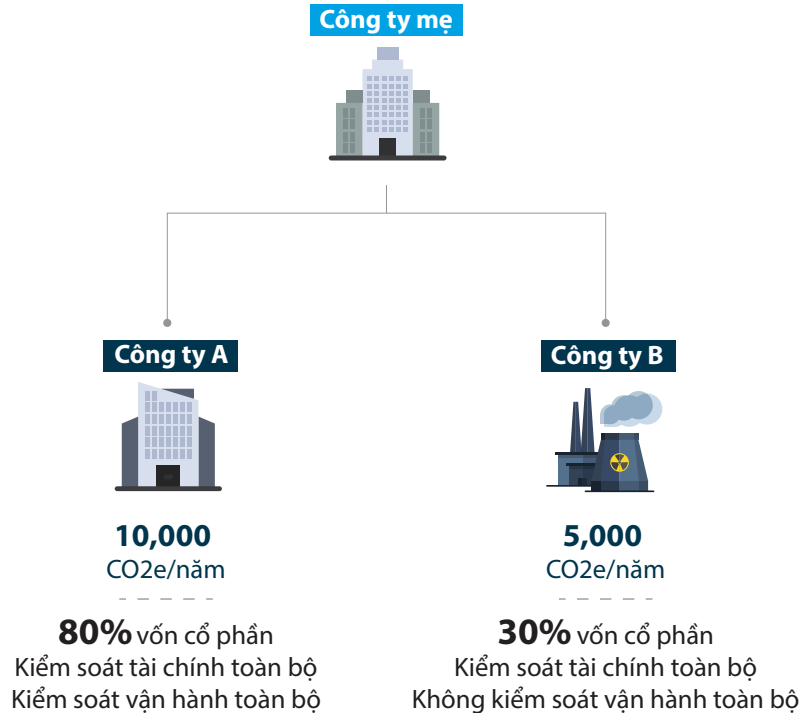 Công ty mẹ
Công ty A
10,000
CO2e/năm
80% vốn cổ phần
Kiểm soát tài chính toàn bộ
Kiểm soát vận hành toàn bộ
Công ty B
5,000
CO2e/năm
30% vốn cổ phần
Kiểm soát tài chính toàn bộ
Không kiểm soát vận hành toàn bộ